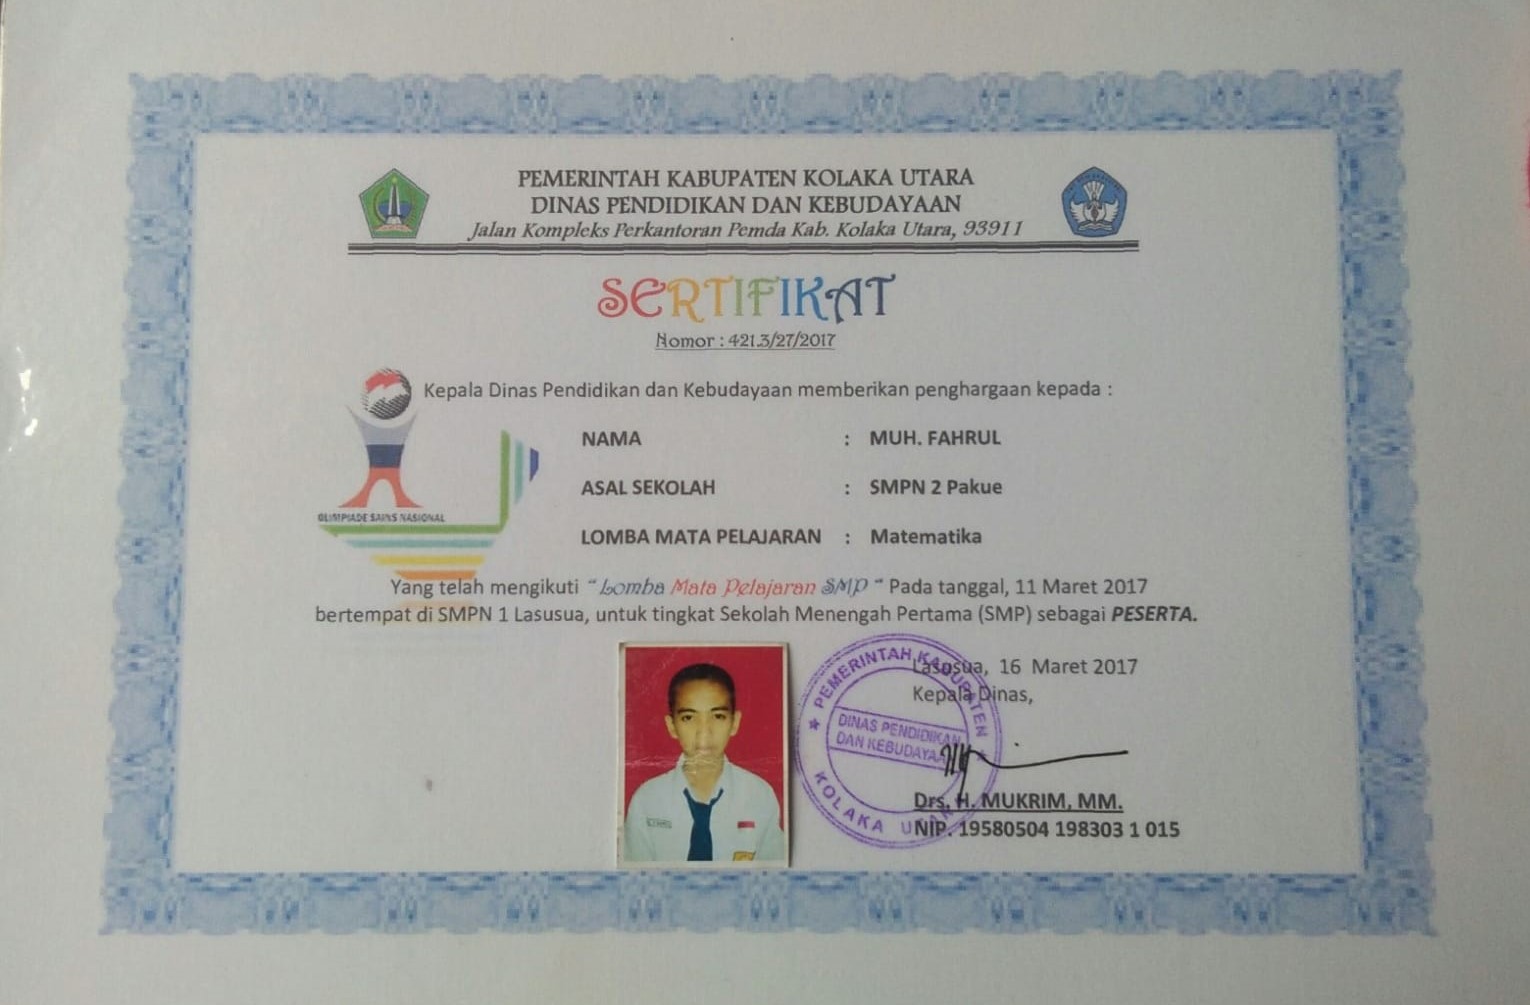 PEMERINTAH KABUPATEN KOLAKA UTARA
DINAS PENDIDIKAN DAN KEBUDAYAAN
Jalan Kompleks Perkantoran Pemda Kab. Kolaka Utara, 93911
SERTIFIKAT
Nomor : 421.3/27/2017
Kepala Dinas Pendidikan dan Kebudayaan memberikan penghargaan kepada :
NAMA : MUH. FAHRUL
ASAL SEKOLAH : SMPN 2 Pakue
LOMBA MATA PELAJARAN : Matematika
OLIMPIADE SAINS NASIONAL
Yang telah mengikuti " Lomba Mata Pelajaran SMP " Pada tanggal, 11 Maret 2017
bertempat di SMPN 1 Lasusua, untuk tingkat Sekolah Menengah Pertama (SMP) sebagai PESERTA.
Lasusua, 16 Maret 2017
Kepala Dinas,
PEMERINTAH KABUPATEN
DINAS PENDIDIKAN
DAN KEBUDAYAAN
KOLAKA UTARA
Drs. H. MUKRIM, MM.
NIP. 19580504 198303 1 015